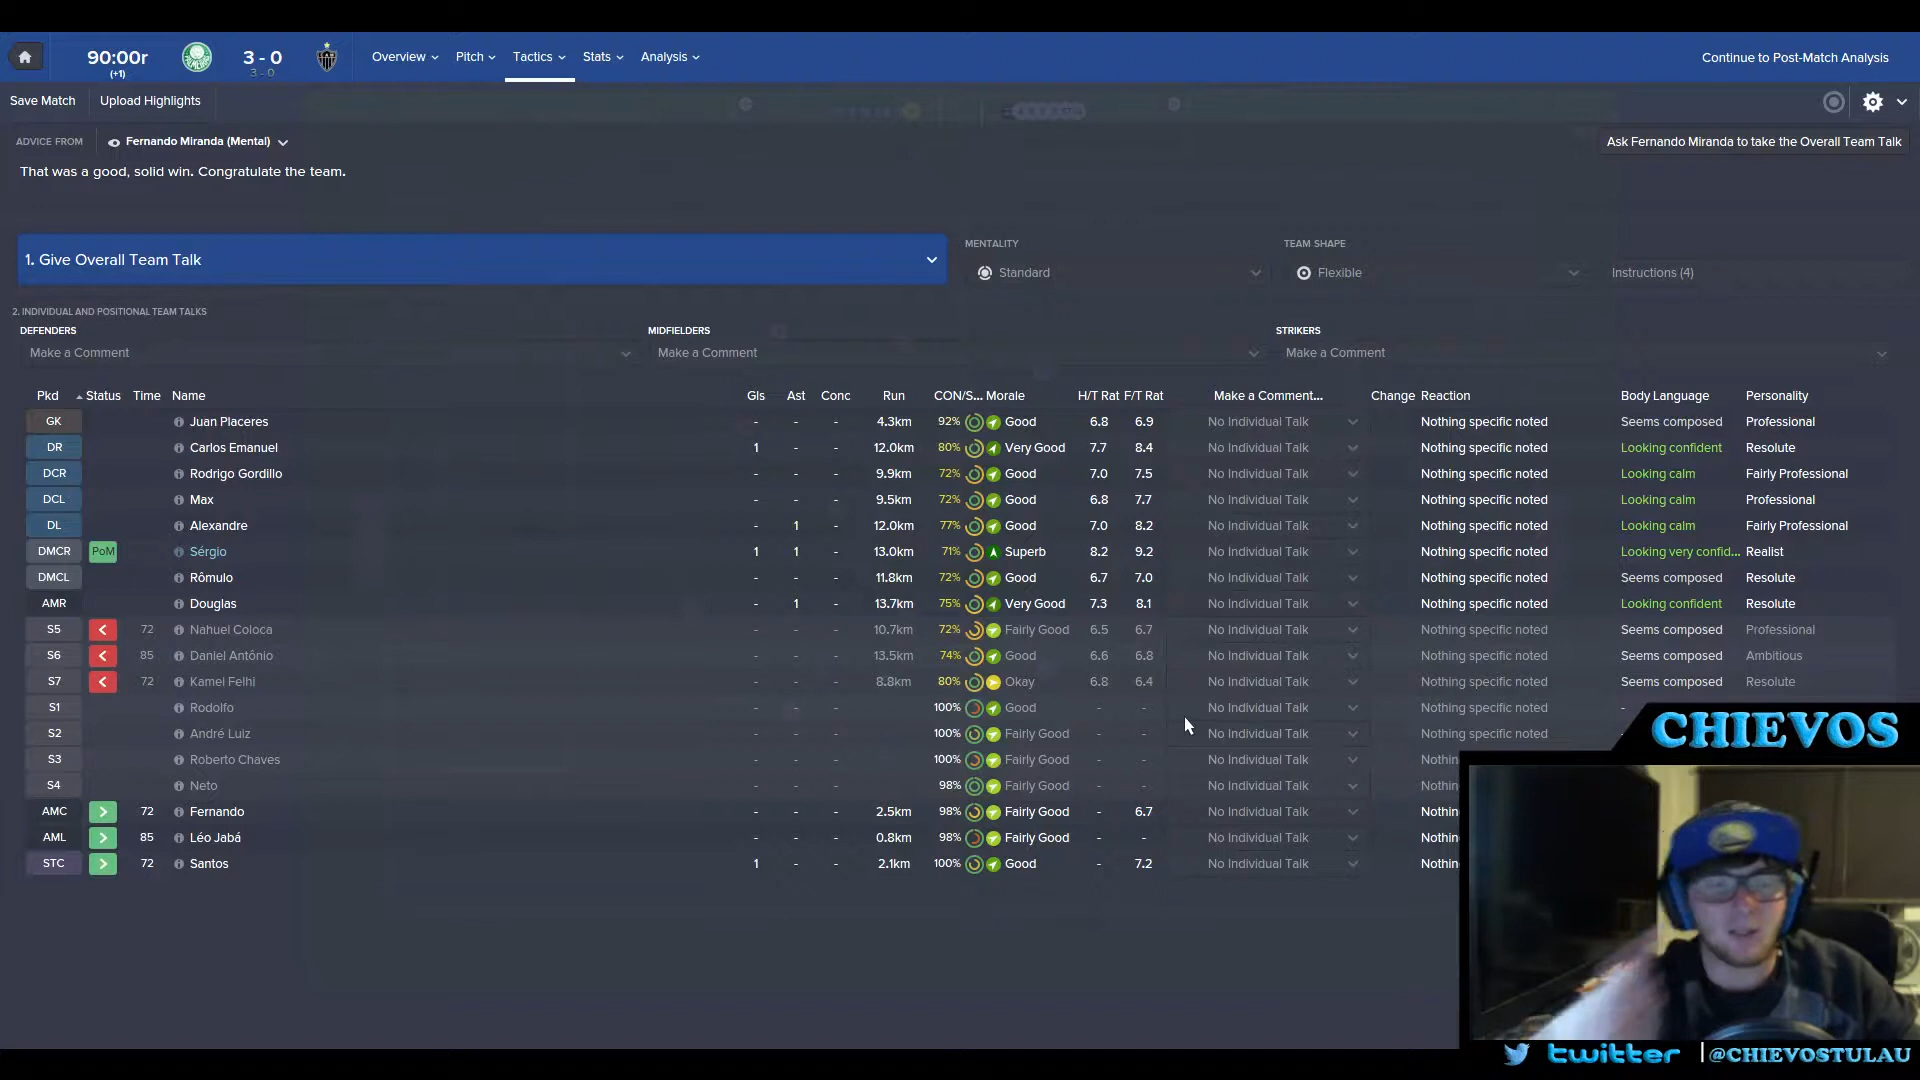 90:00r
(+1)
3 - 0
3 - 0
Overview
Pitch
Tactics
Stats
Analysis
Continue to Post-Match Analysis
Save Match
Upload Highlights
ADVICE FROM
Fernando Miranda (Mental)
Ask Fernando Miranda to take the Overall Team Talk
That was a good, solid win. Congratulate the team.
1. Give Overall Team Talk
MENTALITY
Standard
TEAM SHAPE
Flexible
Instructions (4)
2. INDIVIDUAL AND POSITIONAL TEAM TALKS
DEFENDERS
Make a Comment
MIDFIELDERS
Make a Comment
STRIKERS
Make a Comment
Pkd Status Time Name Gls Ast Conc Run CON/S... Morale H/T Rat F/T Rat Make a Comment... Change Reaction Body Language Personality
GK Juan Placeres - - - 4.3km 92% Good 6.8 6.9 No Individual Talk Nothing specific noted Seems composed Professional
DR Carlos Emanuel 1 - - 12.0km 80% Very Good 7.7 8.4 No Individual Talk Nothing specific noted Looking confident Resolute
DCR Rodrigo Gordillo - - - 9.9km 72% Good 7.0 7.5 No Individual Talk Nothing specific noted Looking calm Fairly Professional
DCL Max - - - 9.5km 72% Good 6.8 7.7 No Individual Talk Nothing specific noted Looking calm Professional
DL Alexandre - 1 - 12.0km 77% Good 7.0 8.2 No Individual Talk Nothing specific noted Looking calm Fairly Professional
DMCR PoM Sérgio 1 1 - 13.0km 71% Superb 8.2 9.2 No Individual Talk Nothing specific noted Looking very confid... Realist
DMCL Rômulo - - - 11.8km 72% Good 6.7 7.0 No Individual Talk Nothing specific noted Seems composed Resolute
AMR Douglas - 1 - 13.7km 75% Very Good 7.3 8.1 No Individual Talk Nothing specific noted Looking confident Resolute
S5 72 Nahuel Coloca - - - 10.7km 72% Fairly Good 6.5 6.7 No Individual Talk Nothing specific noted Seems composed Professional
S6 85 Daniel Antônio - - - 13.5km 74% Good 6.6 6.8 No Individual Talk Nothing specific noted Seems composed Ambitious
S7 72 Kamel Felhi - - - 8.8km 80% Okay 6.8 6.4 No Individual Talk Nothing specific noted Seems composed Resolute
S1 Rodolfo - - - 100% Good - - No Individual Talk Nothing specific noted -
S2 André Luiz - - - 100% Fairly Good - - No Individual Talk Nothing specific noted
S3 Roberto Chaves - - - 100% Fairly Good - - No Individual Talk Nothin
S4 Neto - - - 98% Fairly Good - - No Individual Talk Nothin
AMC 72 Fernando - - - 2.5km 98% Fairly Good - 6.7 No Individual Talk Nothin
AML 85 Léo Jabá - - - 0.8km 98% Fairly Good - - No Individual Talk Nothin
STC 72 Santos 1 - - 2.1km 100% Good - 7.2 No Individual Talk Nothin
CHIEVOS
twitter | @CHIEVOSTULAU